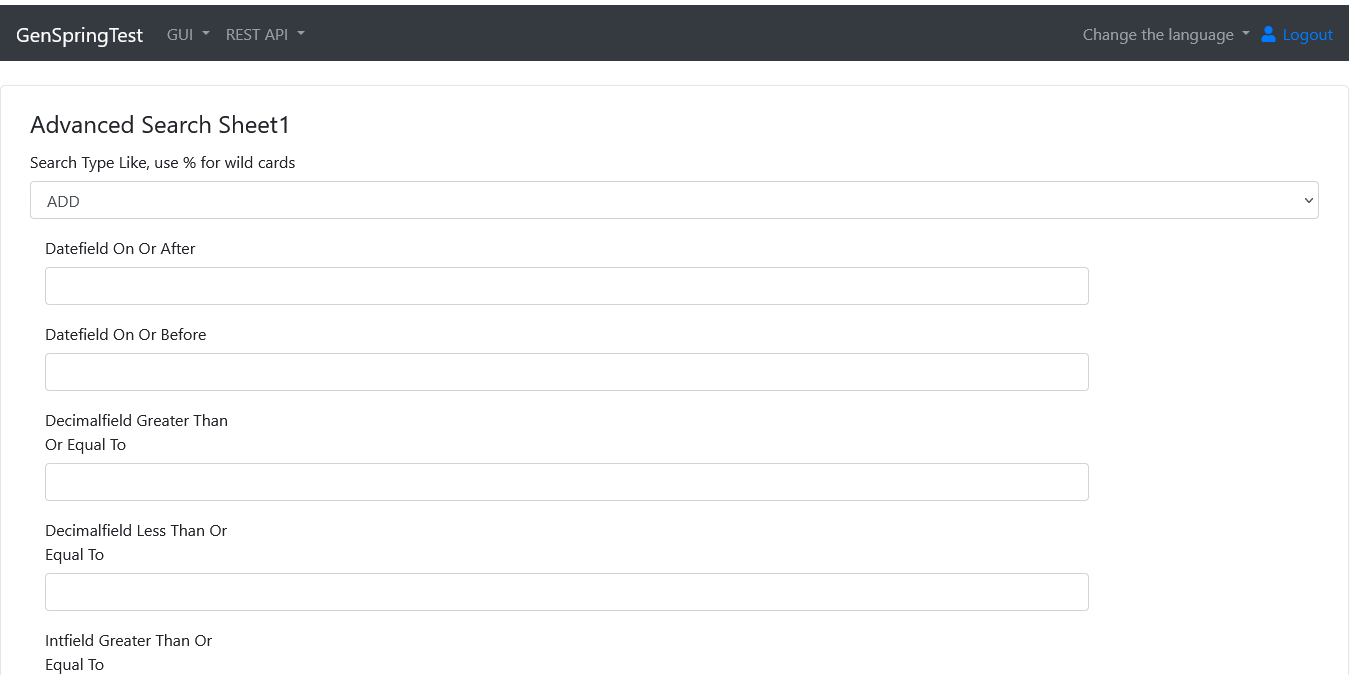 GenSpringTest GUI REST API Change the language Logout
Advanced Search Sheet1
Search Type Like, use % for wild cards
ADD
Datefield On Or After
Datefield On Or Before
Decimalfield Greater Than
Or Equal To
Decimalfield Less Than Or
Equal To
Intfield Greater Than Or
Equal To